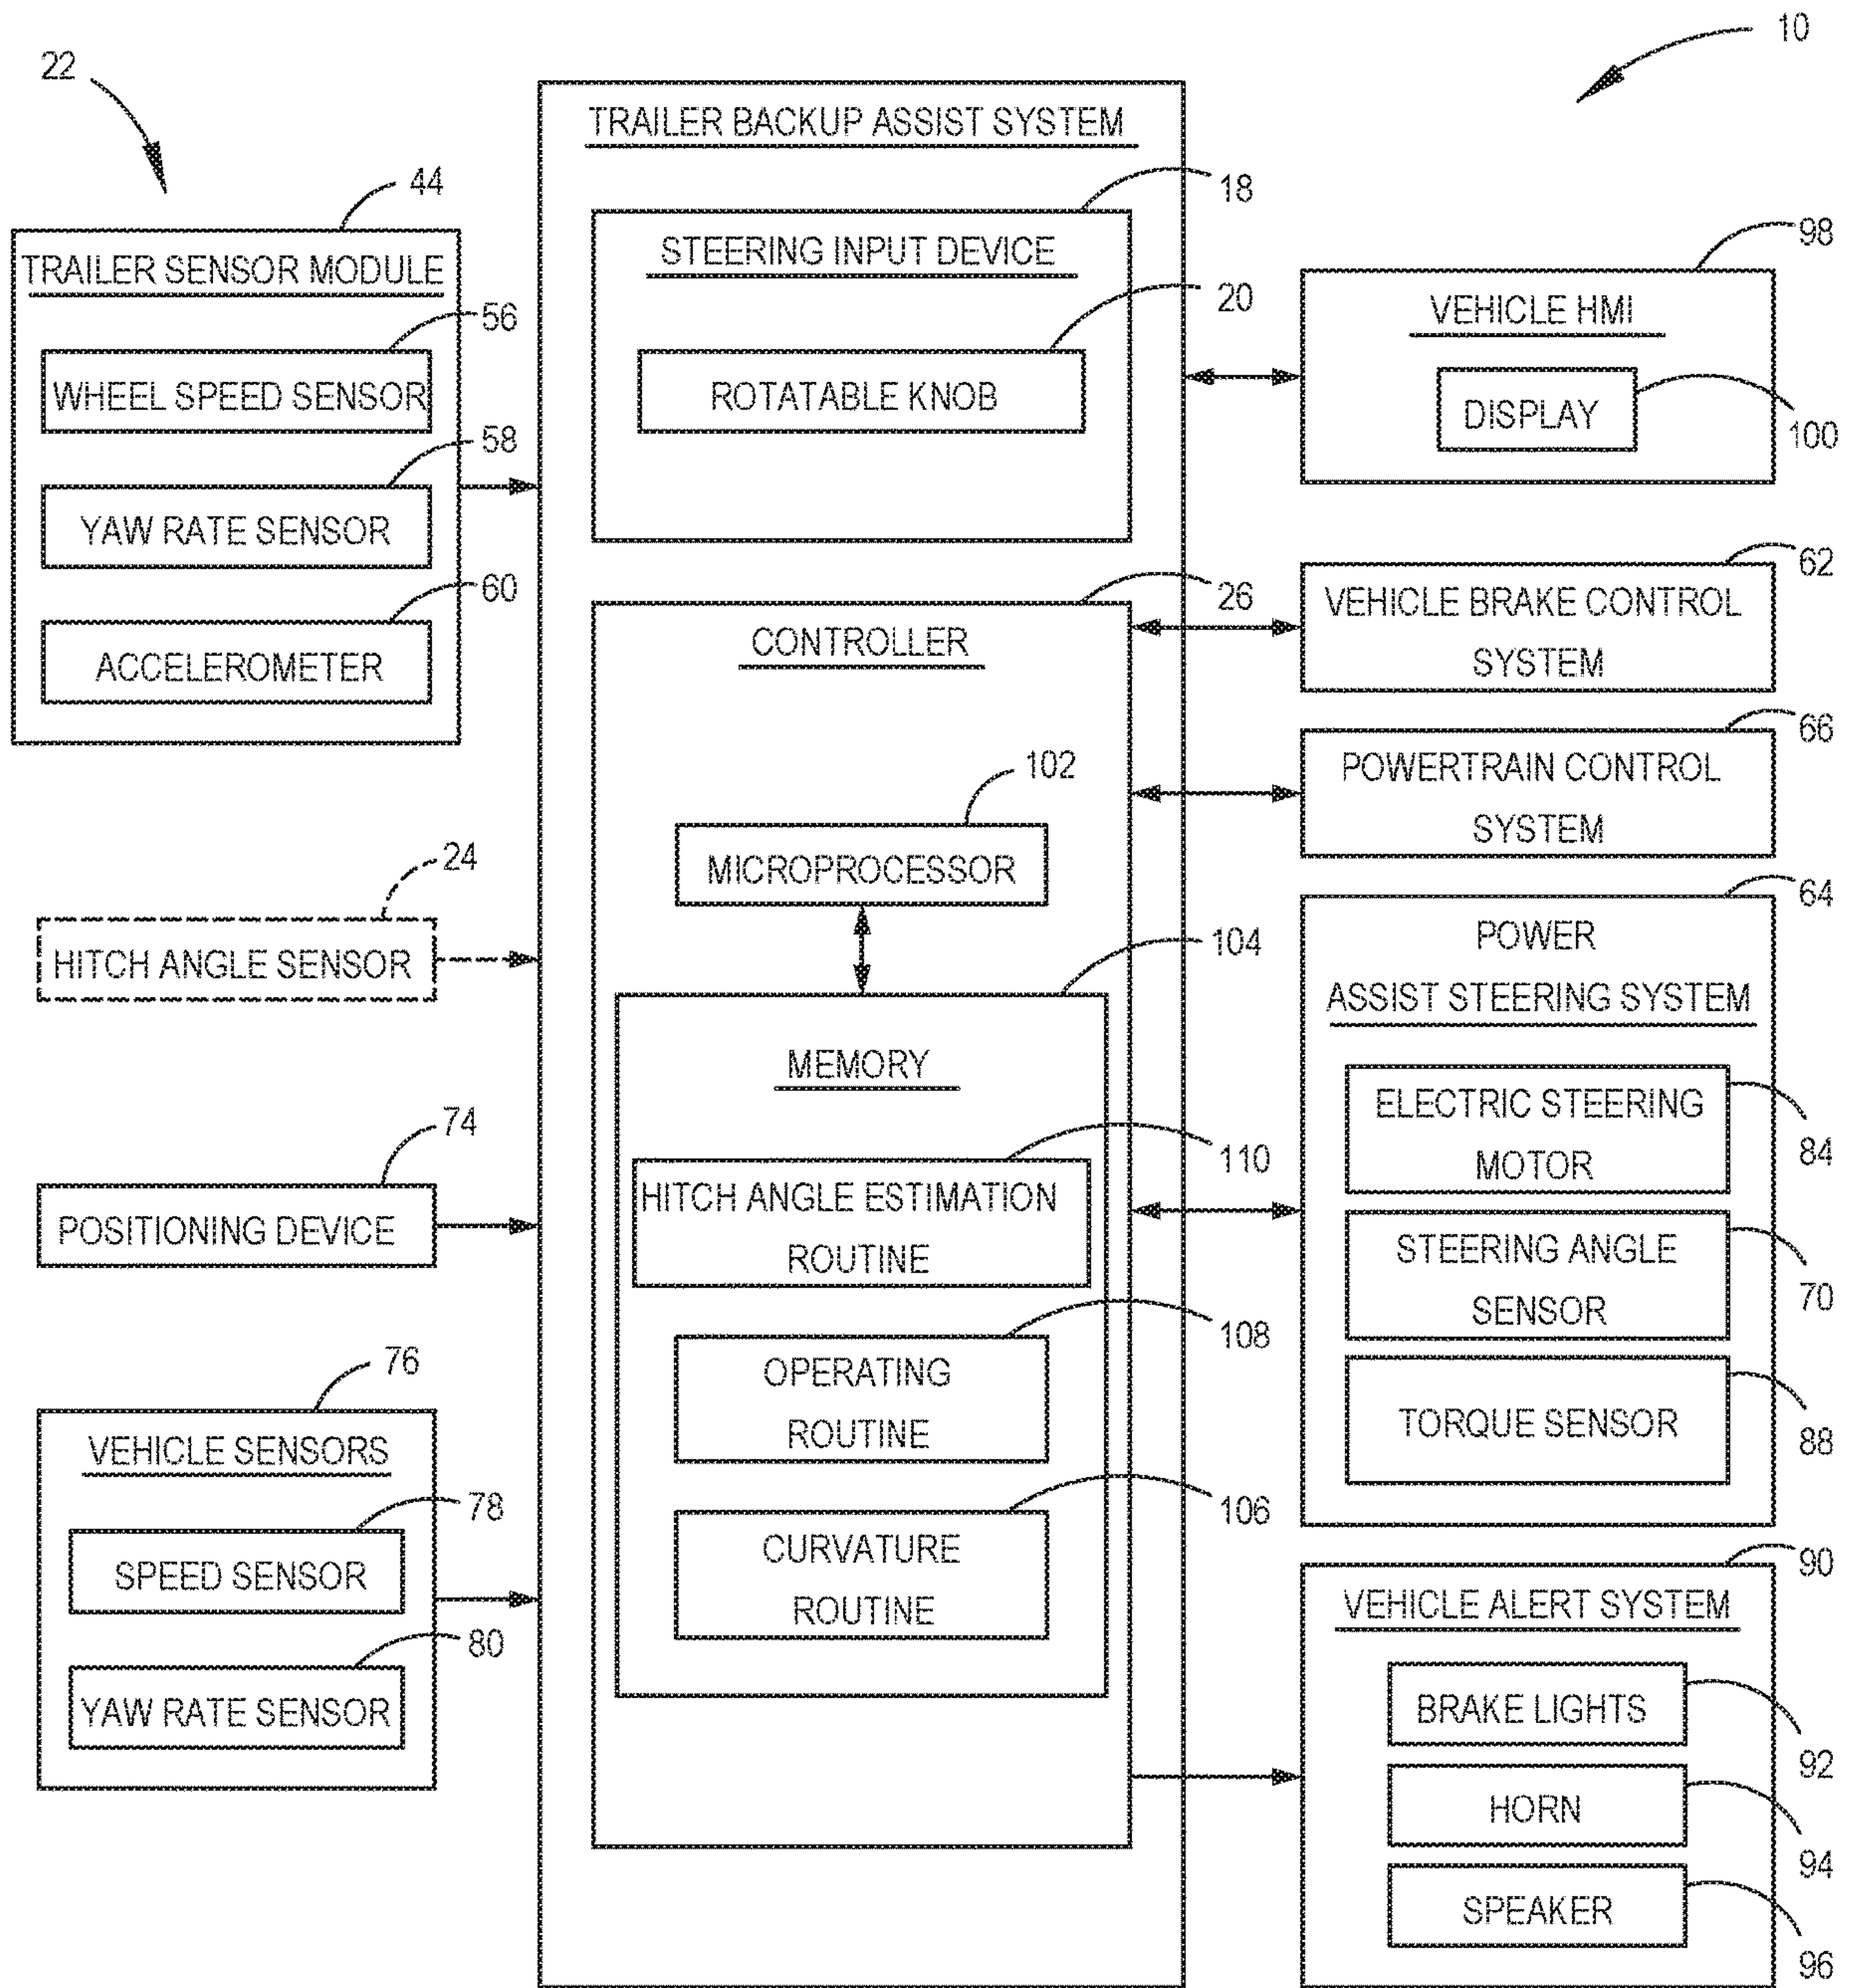 10
22
44
TRAILER SENSOR MODULE
56
WHEEL SPEED SENSOR
58
YAW RATE SENSOR
60
ACCELEROMETER
24
HITCH ANGLE SENSOR
74
POSITIONING DEVICE
76
VEHICLE SENSORS
78
SPEED SENSOR
80
YAW RATE SENSOR
TRAILER BACKUP ASSIST SYSTEM
18
STEERING INPUT DEVICE
20
ROTATABLE KNOB
26
CONTROLLER
102
MICROPROCESSOR
104
MEMORY
110
HITCH ANGLE ESTIMATION
ROUTINE
108
OPERATING
ROUTINE
106
CURVATURE
ROUTINE
98
VEHICLE HMI
DISPLAY
100
62
VEHICLE BRAKE CONTROL
SYSTEM
66
POWERTRAIN CONTROL
SYSTEM
64
POWER
ASSIST STEERING SYSTEM
ELECTRIC STEERING
MOTOR
84
STEERING ANGLE
SENSOR
70
TORQUE SENSOR
88
90
VEHICLE ALERT SYSTEM
BRAKE LIGHTS
92
HORN
94
SPEAKER
96